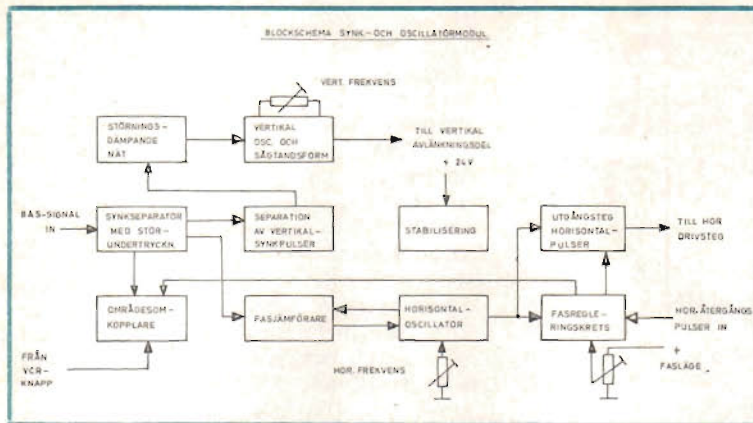 BLOCKSCHEMA SYNK- OCH OSCILLATORMODUL.
VERT. FREKVENS
STÖRNINGS-
DÄMPANDE
NÄT
VERTIKAL
OSC. OCH
SÅGTANDSFORM
TILL VERTIKAL
AVLÄNKNINGSDEL
+ 24V
BAS-SIGNAL
IN
SYNKSEPARATOR
MED STÖR-
UNDERTRYCKN.
SEPARATION
AV VERTIKAL-
SYNKPULSER
STABILISERING
UTGÅNGSTEG
HORISONTAL-
PULSER
TILL HOR
DRIVSTEG
OMRÅDESOM-
KOPPLARE
FASJÄMFÖRARE
HORISONTAL-
OSCILLATOR
FASREGLE-
RINGSKRETS
HOR. ÅTERGÅNGS
PULSER IN
FRÅN
VCR-
KNAPP
HOR. FREKVENS
+
FASLÄGE